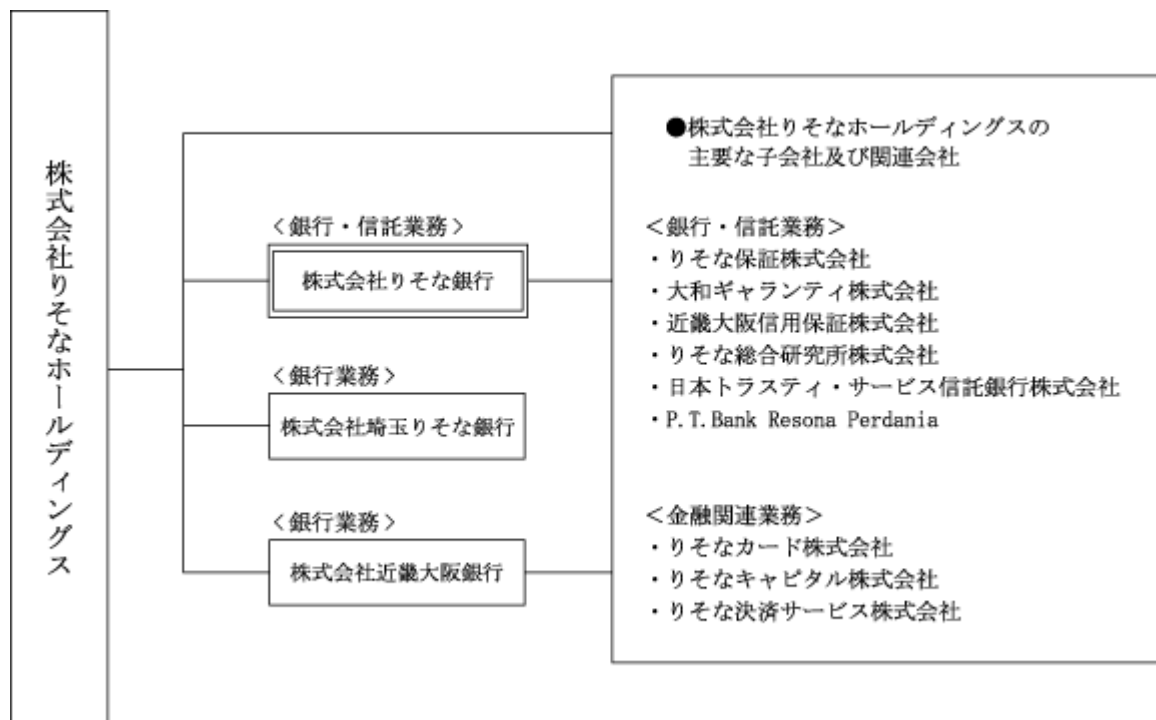 株式会社りそなホールディングス
<銀行・信託業務>
株式会社りそな銀行
<銀行業務>
株式会社埼玉りそな銀行
<銀行業務>
株式会社近畿大阪銀行
●株式会社りそなホールディングスの
主要な子会社及び関連会社
<銀行・信託業務>
・りそな保証株式会社
・大和ギャランティ株式会社
・近畿大阪信用保証株式会社
・りそな総合研究所株式会社
・日本トラスティ・サービス信託銀行株式会社
・P.T.Bank Resona Perdania
<金融関連業務>
・りそなカード株式会社
・りそなキャピタル株式会社
・りそな決済サービス株式会社